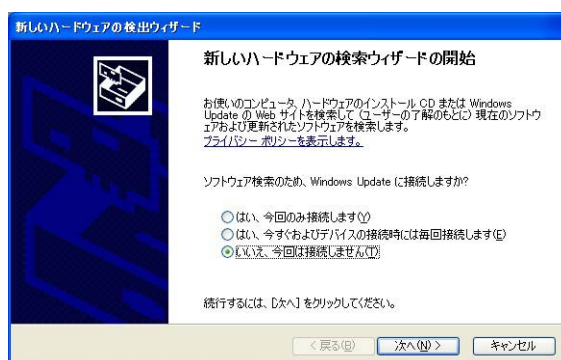 新しいハードウェアの検出ウィザード
新しいハードウェアの検索ウィザードの開始
お使いのコンピュータ、ハードウェアのインストール CD または Windows
Update の Web サイトを検索して (ユーザーの了解のもとに) 現在のソフトウ
ェアおよび更新されたソフトウェアを検索します。
プライバシー ポリシーを表示します。
ソフトウェア検索のため、Windows Update に接続しますか?
はい、今回のみ接続します(Y)
はい、今すぐおよびデバイスの接続時には毎回接続します(E)
いいえ、今回は接続しません(T)
続行するには、[次へ] をクリックしてください。
< 戻る(B) 次へ(N) > キャンセル